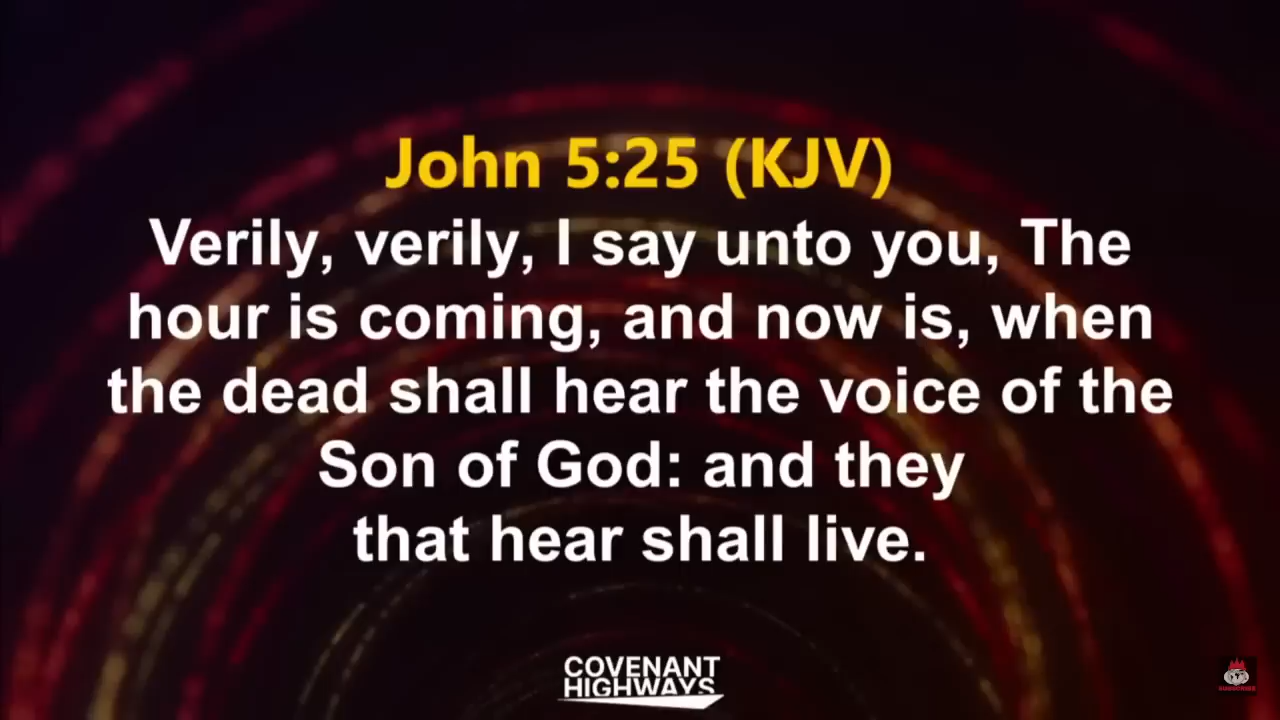 John 5:25 (KJV)
Verily, verily, I say unto you, The
hour is coming, and now is, when
the dead shall hear the voice of the
Son of God: and they
that hear shall live.
COVENANT
HIGHWAYS